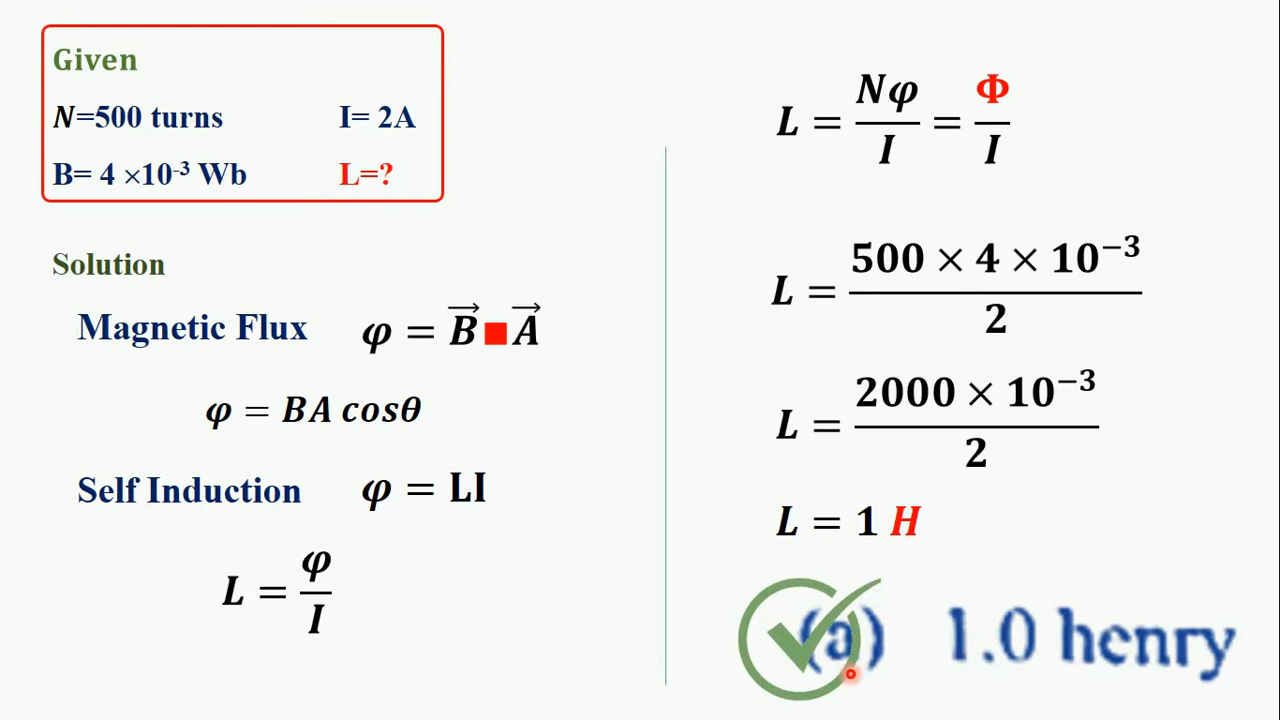 Given
N=500 turns I= 2A
B= 4 ×10⁻³ Wb L=?
Solution
Magnetic Flux φ = B⃗ ▪ A⃗
φ = BA cosθ
Self Induction φ = LI
L = φ/I
L = Nφ/I = Φ/I
L = 500 × 4 × 10⁻³/2
L = 2000 × 10⁻³/2
L = 1 H
(a) 1.0 henry